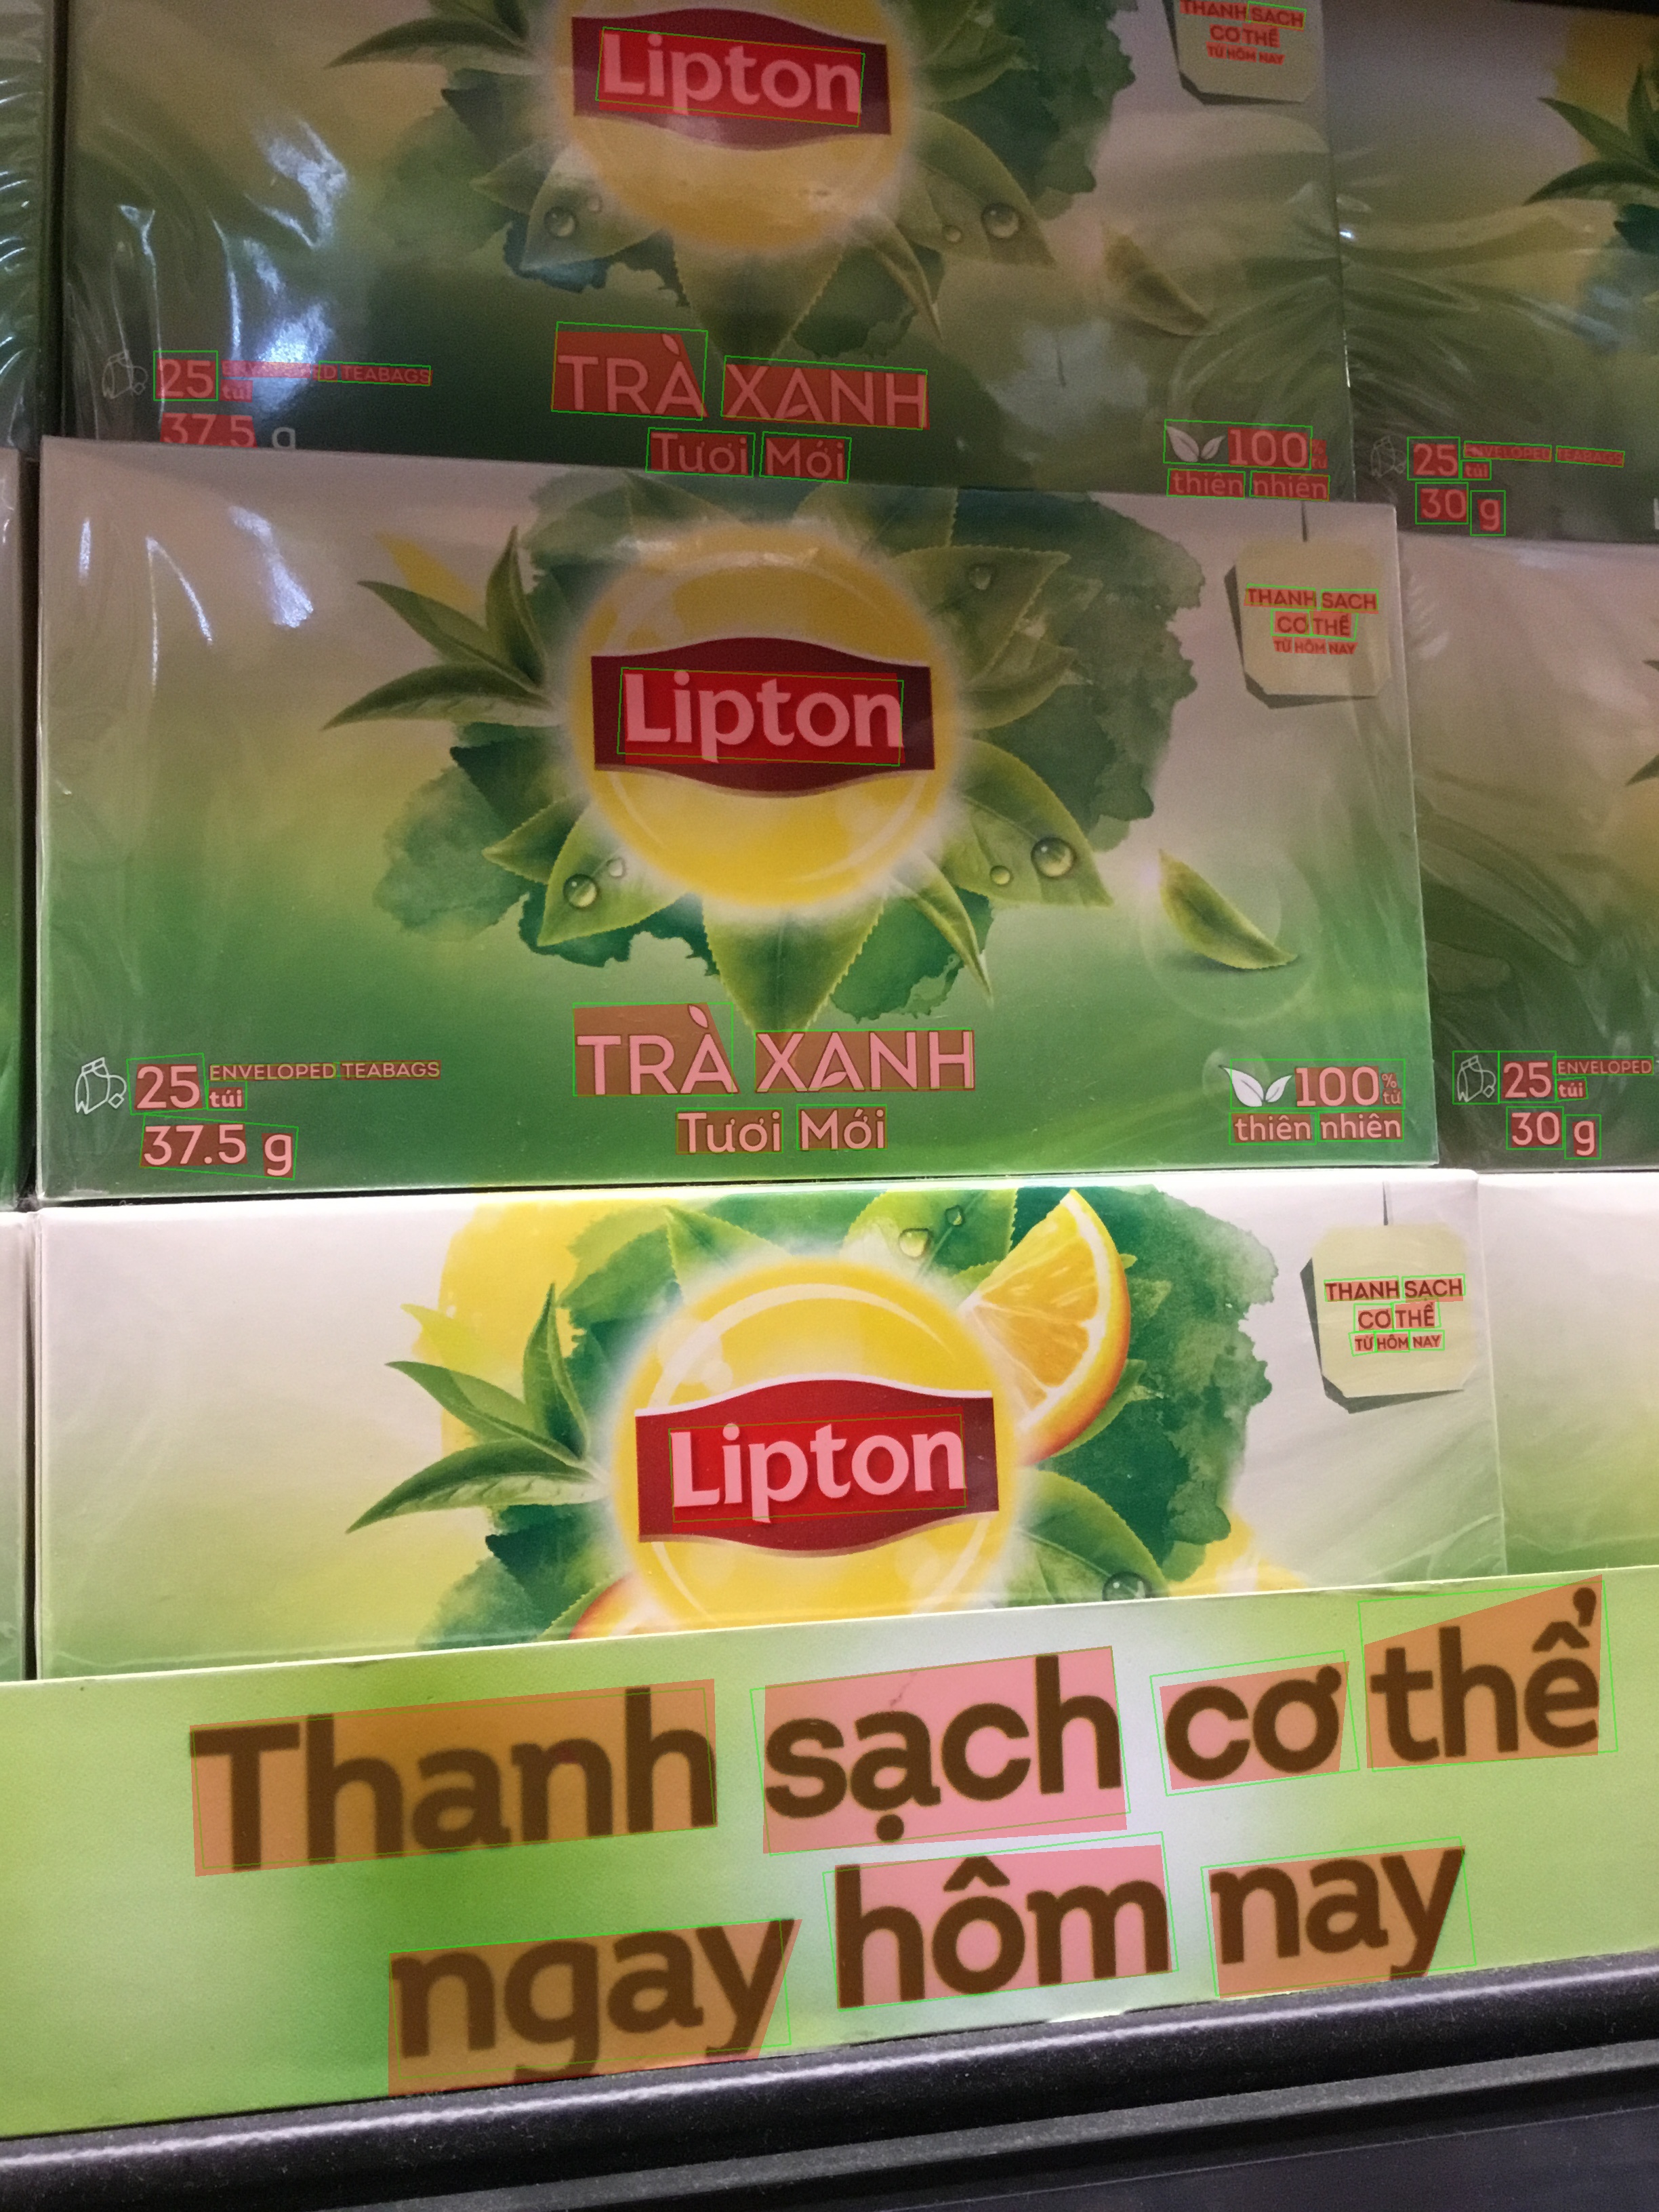 THANH SẠCH
CƠ THỂ
TỪ HÔM NAY
Lipton
25 ENVELOPED TEABAGS
túi
37.5 g
TRÀ XANH
Tươi Mới
100% từ
thiên nhiên
25 ENVELOPED TEABAGS
túi
30 g
THANH SẠCH
CƠ THỂ
TỪ HÔM NAY
Lipton
TRÀ XANH
Tươi Mới
25 ENVELOPED TEABAGS
túi
37.5 g
100% từ
thiên nhiên
25 ENVELOPED
túi
30 g
THANH SẠCH
CƠ THỂ
TỪ HÔM NAY
Lipton
Thanh sạch cơ thể
ngay hôm nay